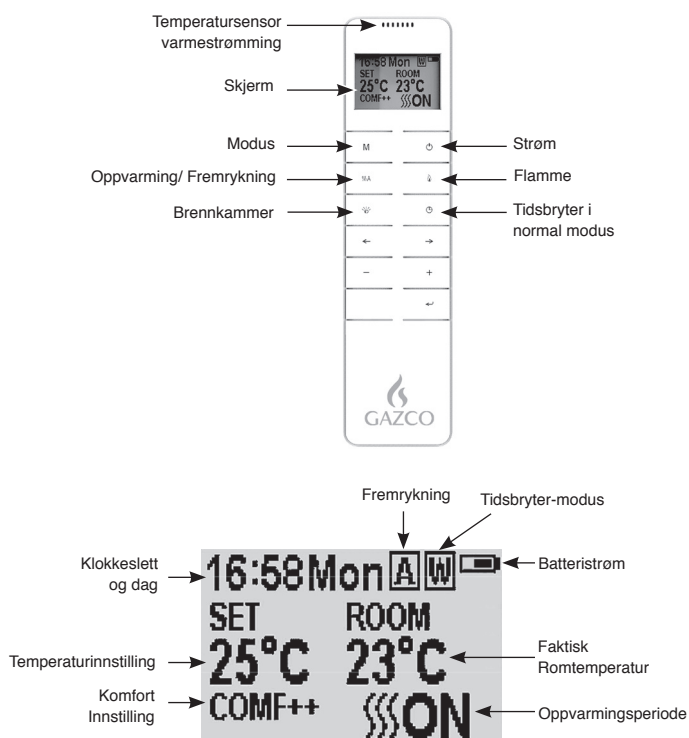 Temperatursensor
varmestrømming
Skjerm
16:58 Mon W
SET ROOM
25°C 23°C
COMF++ ON
Modus
M
Strøm
Oppvarming/ Fremrykning
Flamme
Brennkammer
Tidsbryter i
normal modus
← →
− +
GAZCO
Fremrykning
Tidsbryter-modus
Klokkeslett
og dag
16:58Mon A W
Batteristrøm
SET ROOM
Temperaturinnstilling
25°C 23°C
Faktisk
Romtemperatur
Komfort
Innstilling
COMF++ ON
Oppvarmingsperiode